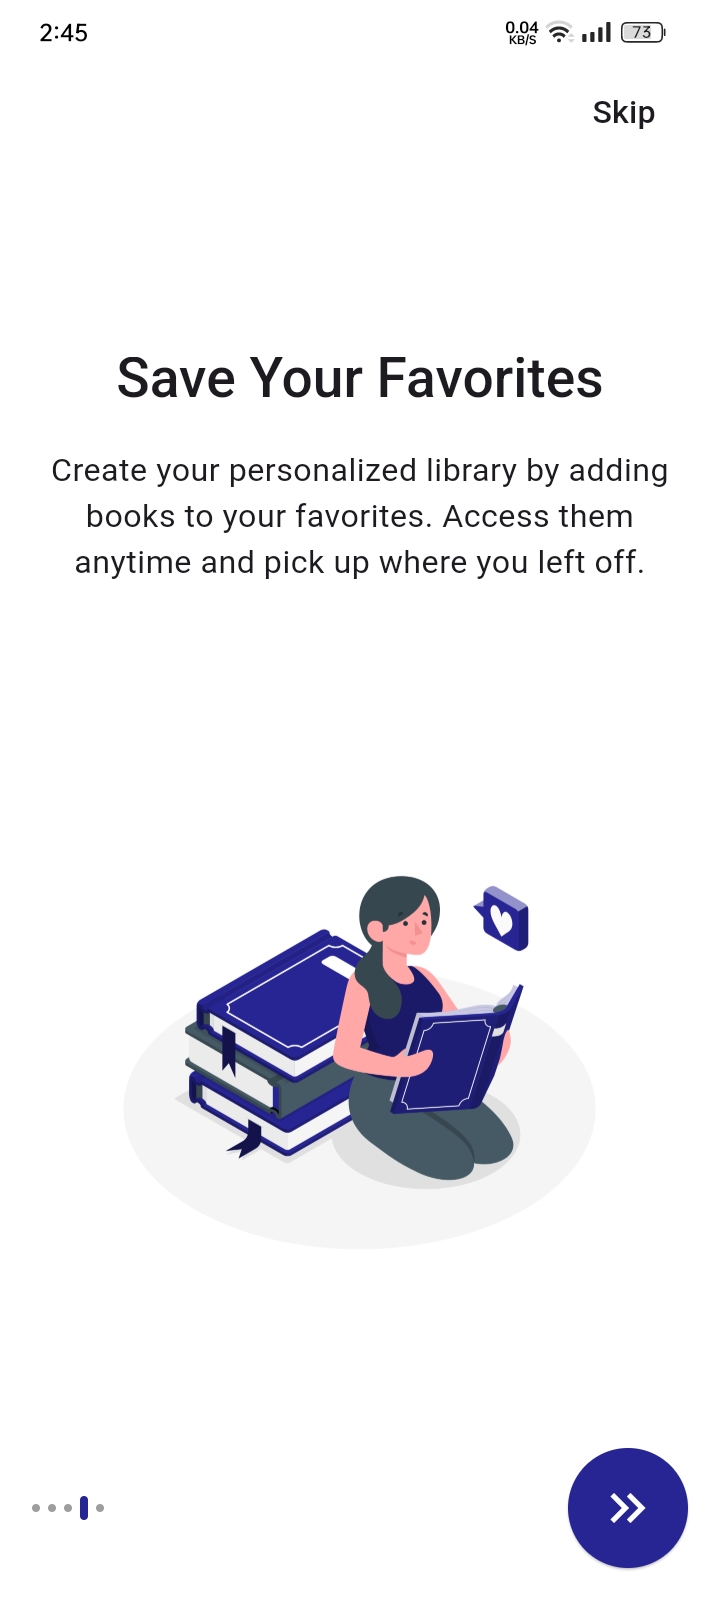 2:45
0.04
KB/S
73
Skip
Save Your Favorites
Create your personalized library by adding
books to your favorites. Access them
anytime and pick up where you left off.